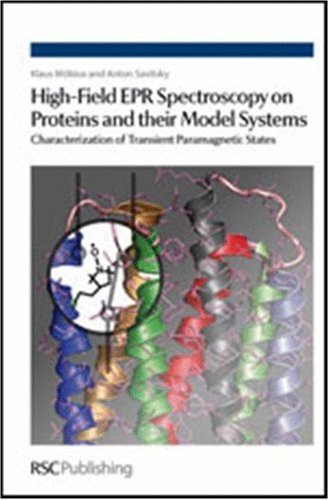 Klaus Möbius and Anton Savitsky
High-Field EPR Spectroscopy on
Proteins and their Model Systems
Characterization of Transient Paramagnetic States
RSCPublishing